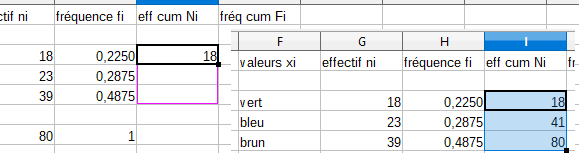 ctif ni fréquence fi eff cum Ni fréq cum Fi
18 0,2250 18
23 0,2875
39 0,4875
80 1
F G H I
valeurs xi effectif ni fréquence fi eff cum Ni fr
vert 18 0,2250 18
bleu 23 0,2875 41
brun 39 0,4875 80